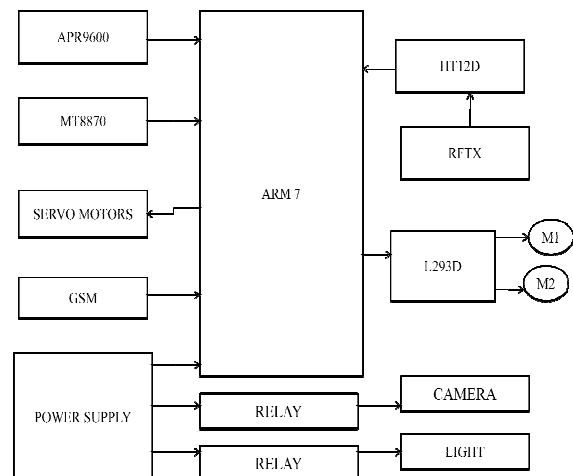 APR9600
HT12D
MT8870
RFTX
ARM 7
SERVO MOTORS
M1
L293D
M2
GSM
CAMERA
POWER SUPPLY
RELAY
LIGHT
RELAY